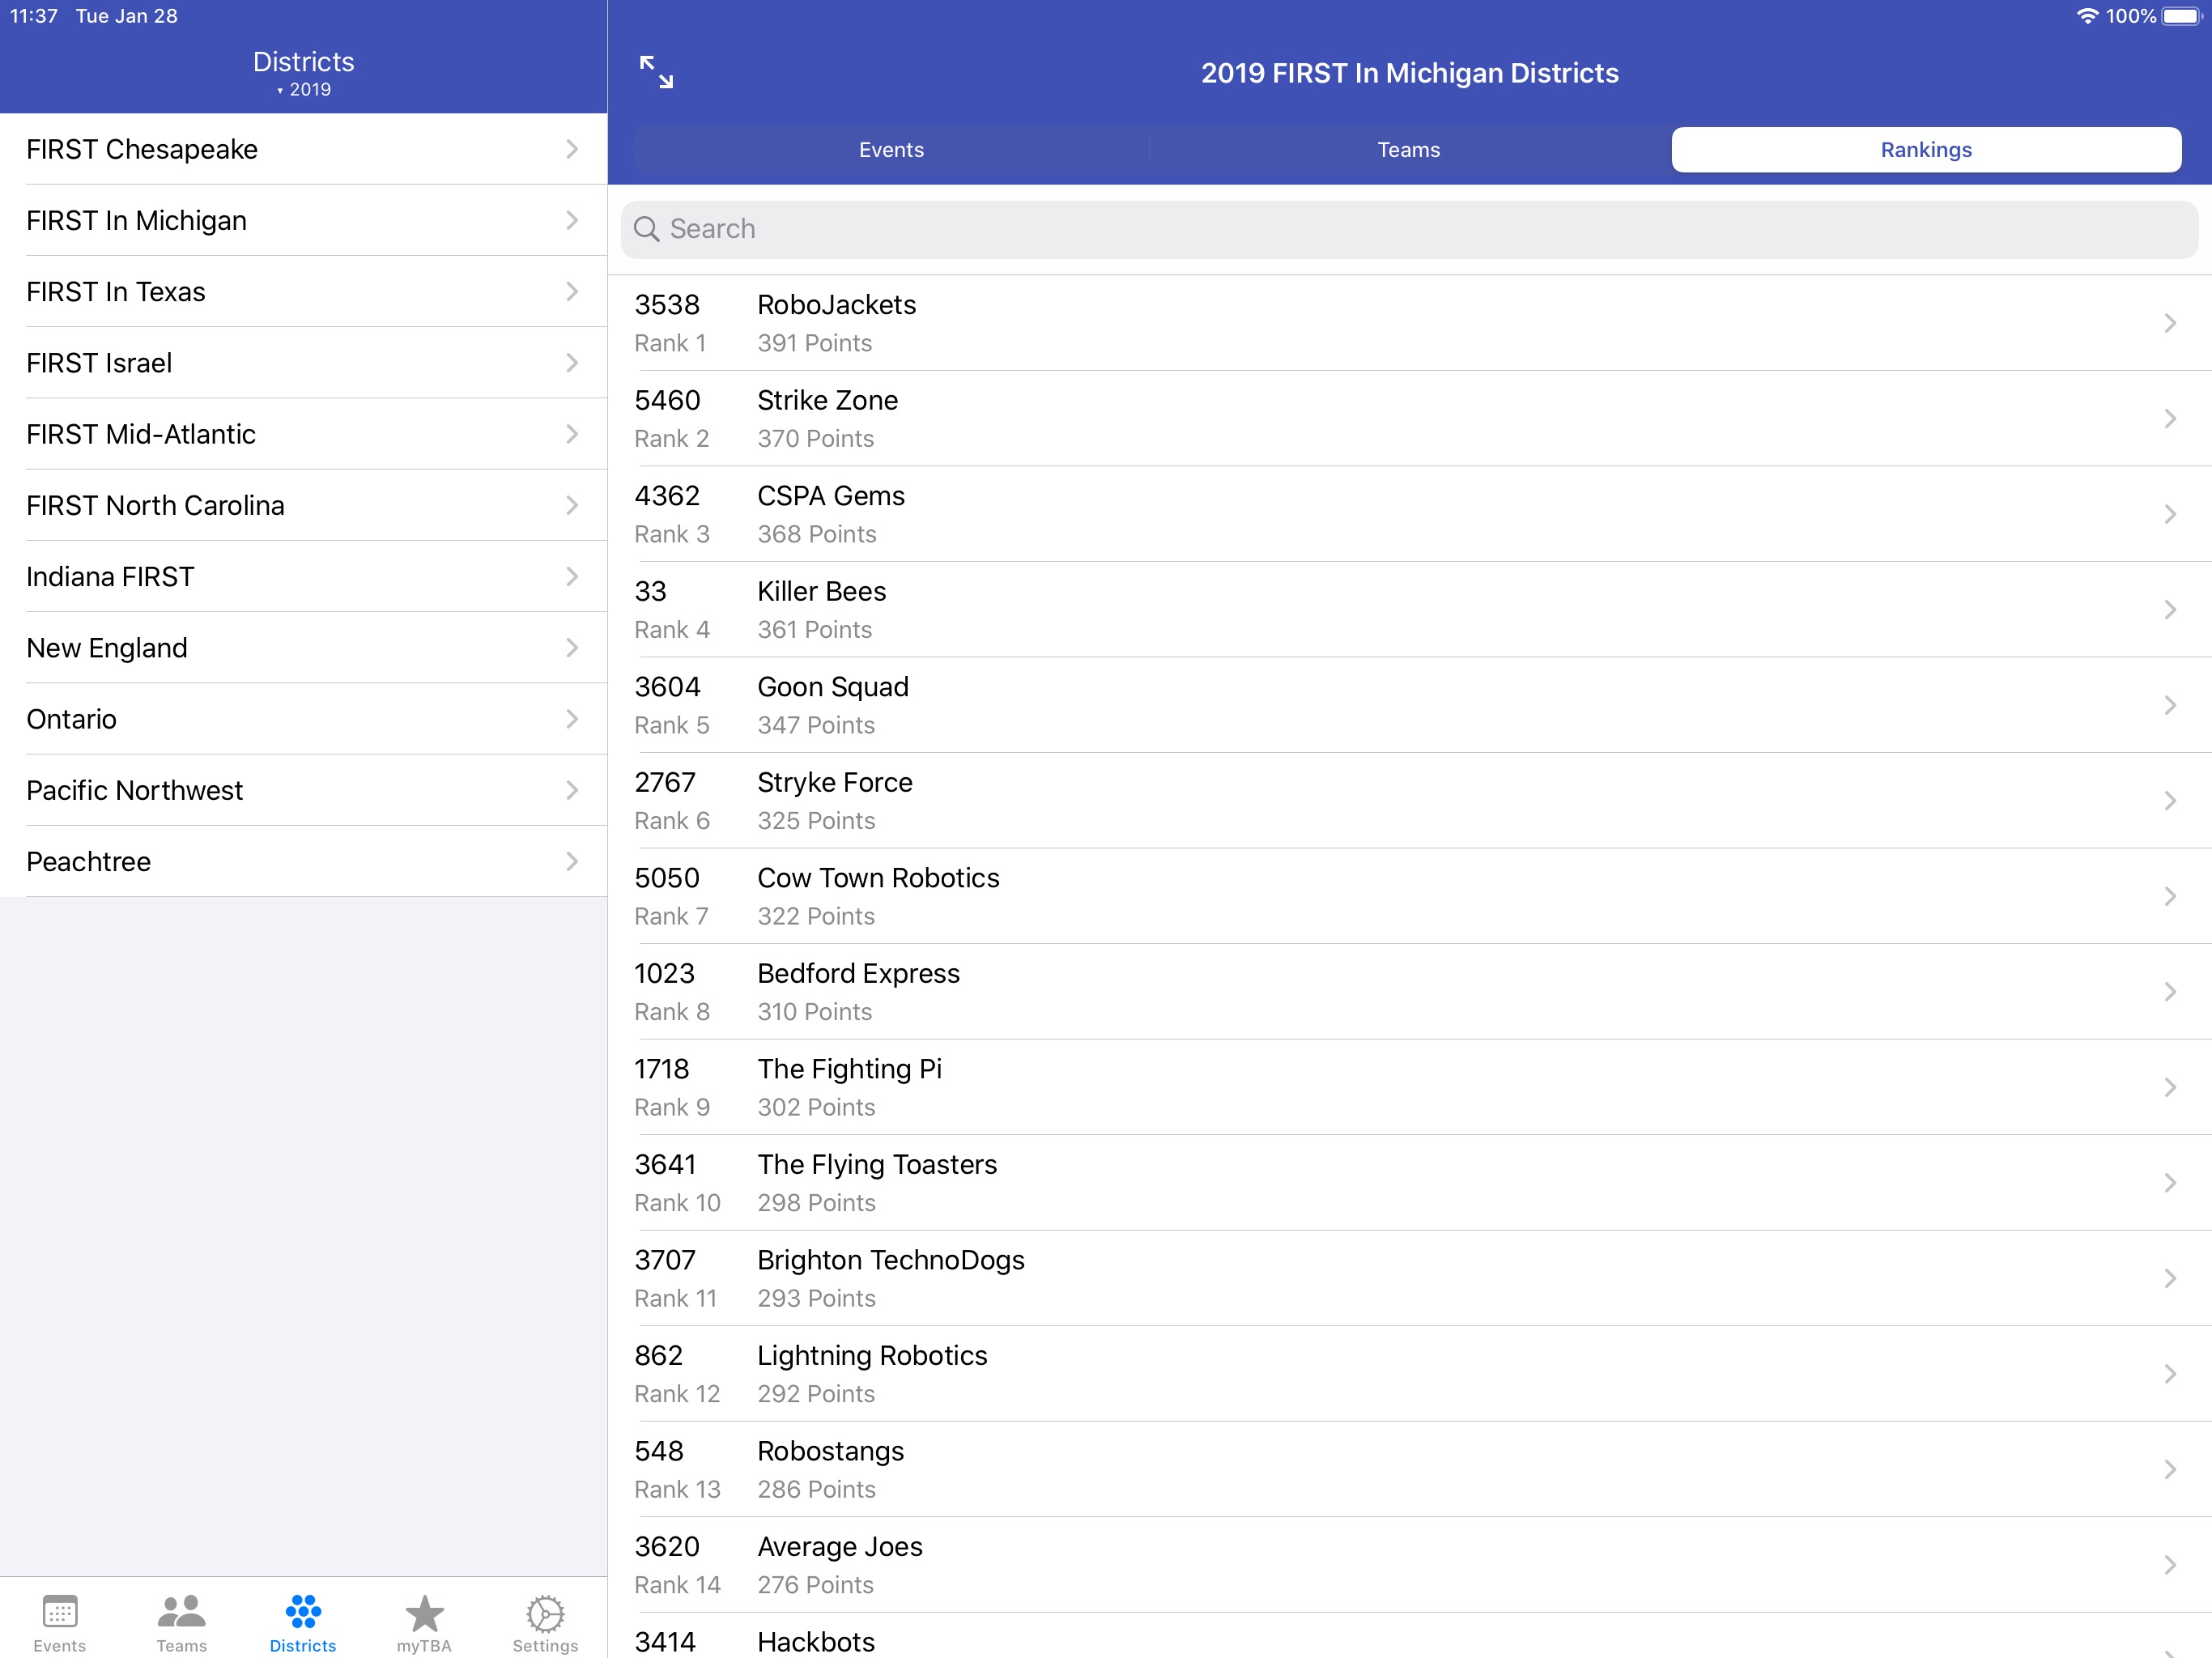 11:37 Tue Jan 28
100%
Districts
▾ 2019
FIRST Chesapeake
FIRST In Michigan
FIRST In Texas
FIRST Israel
FIRST Mid-Atlantic
FIRST North Carolina
Indiana FIRST
New England
Ontario
Pacific Northwest
Peachtree
Events Teams Districts myTBA Settings
2019 FIRST In Michigan Districts
Events Teams Rankings
Search
3538 RoboJackets
Rank 1 391 Points
5460 Strike Zone
Rank 2 370 Points
4362 CSPA Gems
Rank 3 368 Points
33 Killer Bees
Rank 4 361 Points
3604 Goon Squad
Rank 5 347 Points
2767 Stryke Force
Rank 6 325 Points
5050 Cow Town Robotics
Rank 7 322 Points
1023 Bedford Express
Rank 8 310 Points
1718 The Fighting Pi
Rank 9 302 Points
3641 The Flying Toasters
Rank 10 298 Points
3707 Brighton TechnoDogs
Rank 11 293 Points
862 Lightning Robotics
Rank 12 292 Points
548 Robostangs
Rank 13 286 Points
3620 Average Joes
Rank 14 276 Points
3414 Hackbots